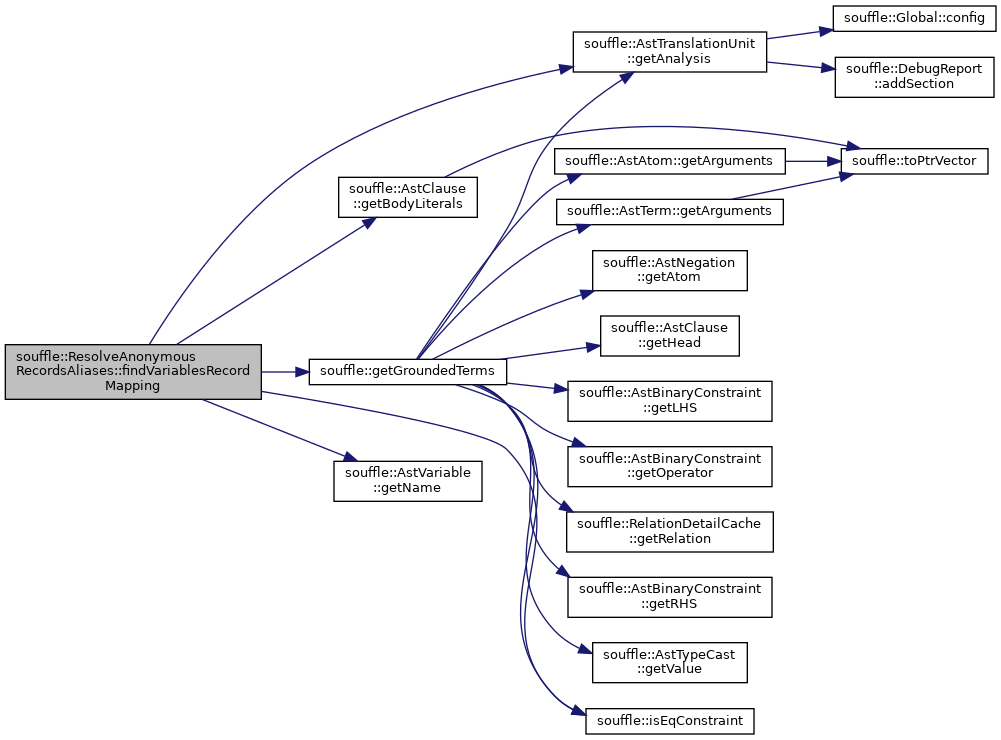 souffle::ResolveAnonymous
RecordsAliases::findVariablesRecord
Mapping
souffle::AstClause
::getBodyLiterals
souffle::getGroundedTerms
souffle::AstVariable
::getName
souffle::AstTranslationUnit
::getAnalysis
souffle::AstAtom::getArguments
souffle::AstTerm::getArguments
souffle::AstNegation
::getAtom
souffle::AstClause
::getHead
souffle::AstBinaryConstraint
::getLHS
souffle::AstBinaryConstraint
::getOperator
souffle::RelationDetailCache
::getRelation
souffle::AstBinaryConstraint
::getRHS
souffle::AstTypeCast
::getValue
souffle::isEqConstraint
souffle::Global::config
souffle::DebugReport
::addSection
souffle::toPtrVector